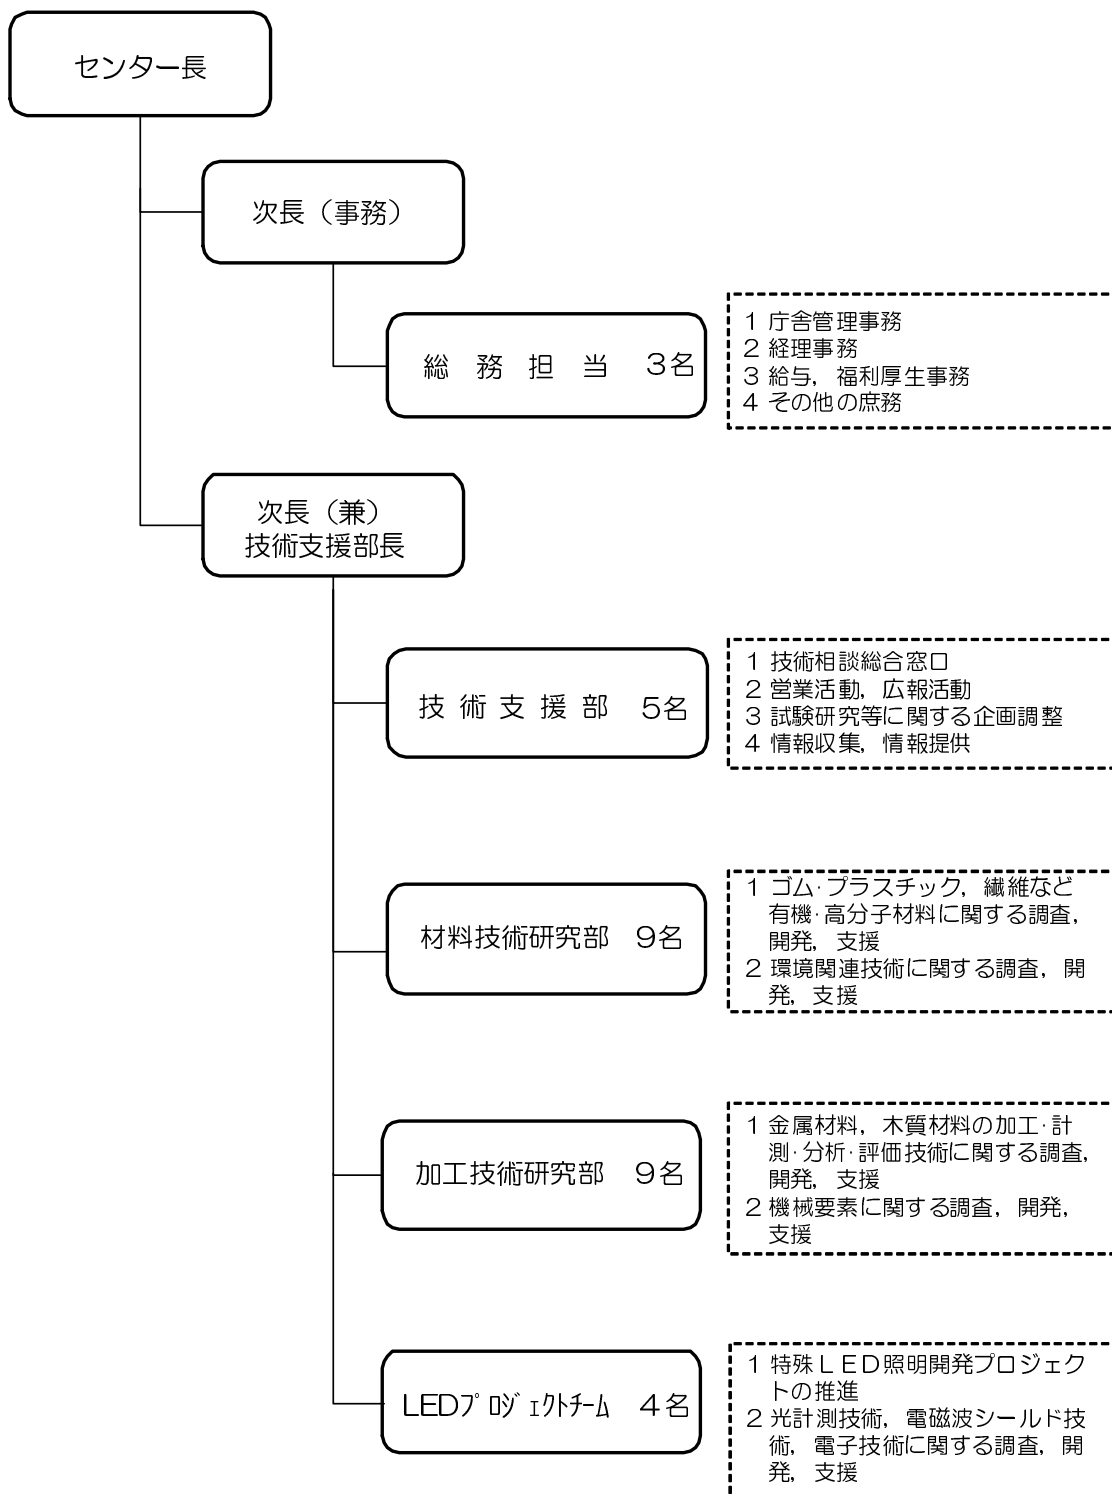 センター長
次長（事務）
総務担当　３名
１ 庁舎管理事務
２ 経理事務
３ 給与，福利厚生事務
４ その他の庶務
次長（兼）
技術支援部長
技術支援部　５名
１ 技術相談総合窓口
２ 営業活動，広報活動
３ 試験研究等に関する企画調整
４ 情報収集，情報提供
材料技術研究部　９名
１ ゴム･プラスチック，繊維など
有機･高分子材料に関する調査，
開発，支援
２ 環境関連技術に関する調査，開
発，支援
加工技術研究部　９名
１ 金属材料，木質材料の加工･計
測･分析･評価技術に関する調査，
開発，支援
２ 機械要素に関する調査，開発，
支援
LEDﾌﾟﾛｼﾞｪｸﾄﾁｰﾑ　４名
１ 特殊ＬＥＤ照明開発プロジェク
トの推進
２ 光計測技術，電磁波シールド技
術，電子技術に関する調査，開
発，支援